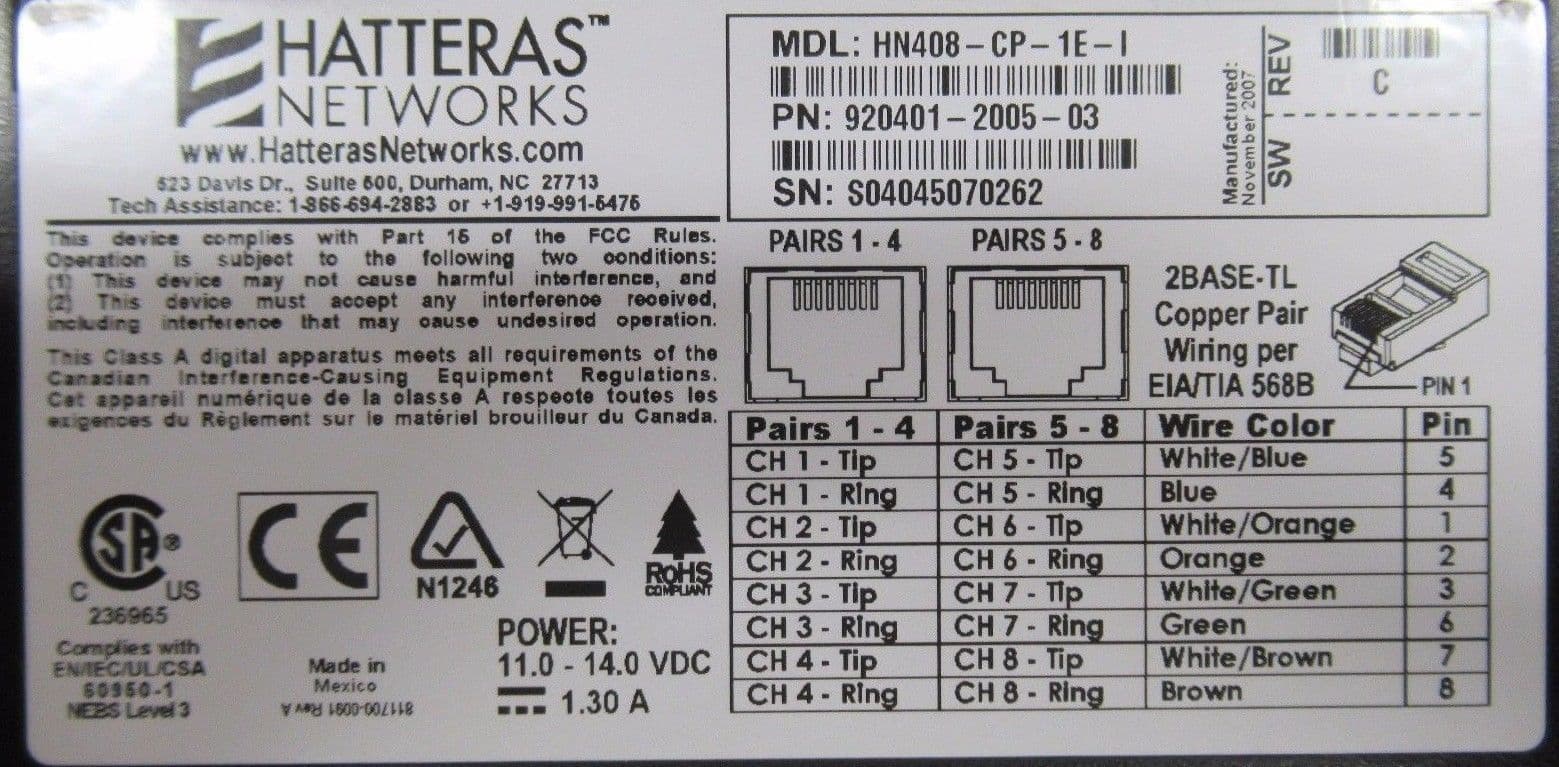 HATTERAS™
NETWORKS
www.HatterasNetworks.com
523 Davis Dr., Suite 500, Durham, NC 27713
Tech Assistance: 1-866-694-2883 or +1-919-991-5475
This device complies with Part 15 of the FCC Rules.
Operation is subject to the following two conditions:
(1) This device may not cause harmful interference, and
(2) This device must accept any interference received,
including interference that may cause undesired operation.
This Class A digital apparatus meets all requirements of the
Canadian Interference-Causing Equipment Regulations.
Cet appareil numérique de la classe A respecte toutes les
exigences du Règlement sur le matériel brouilleur du Canada.
CSA®
C US
236965
Complies with
EN/IEC/UL/CSA
60950-1
NEBS Level 3
CE
N1246
RoHS
COMPLIANT
Made in
Mexico
811700-0091 Rev A
POWER:
11.0 - 14.0 VDC
1.30 A
MDL: HN408-CP-1E-I
PN: 920401-2005-03
SN: S04045070262
Manufactured:
November 2007
SW REV
C
PAIRS 1 - 4 PAIRS 5 - 8
2BASE-TL
Copper Pair
Wiring per
EIA/TIA 568B
PIN 1
Pairs 1 - 4 Pairs 5 - 8 Wire Color Pin
CH 1 - Tip CH 5 - Tip White/Blue 5
CH 1 - Ring CH 5 - Ring Blue 4
CH 2 - Tip CH 6 - Tip White/Orange 1
CH 2 - Ring CH 6 - Ring Orange 2
CH 3 - Tip CH 7 - Tip White/Green 3
CH 3 - Ring CH 7 - Ring Green 6
CH 4 - Tip CH 8 - Tip White/Brown 7
CH 4 - Ring CH 8 - Ring Brown 8